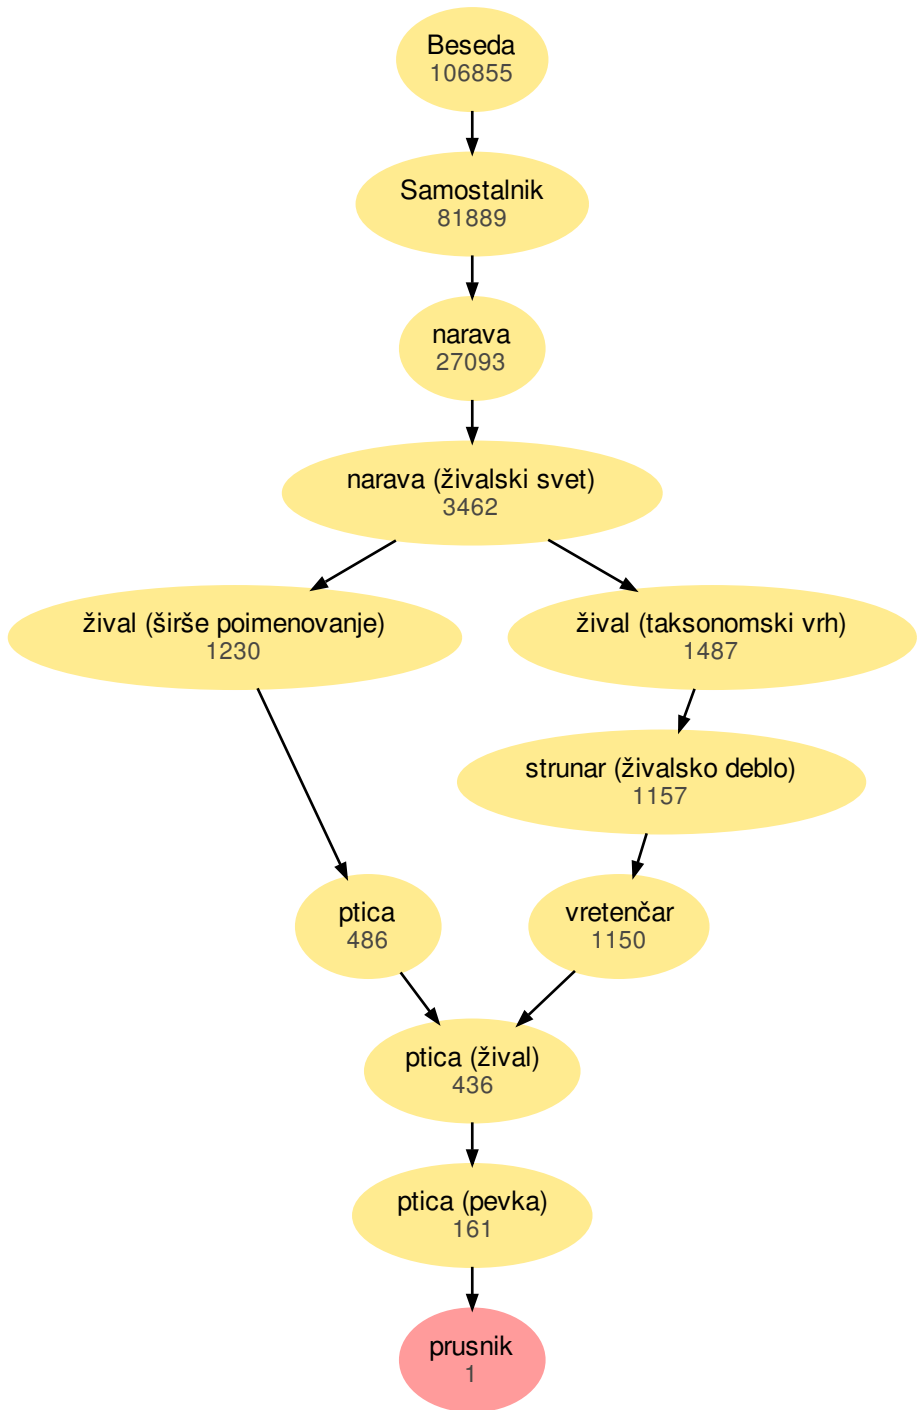 Beseda
106855
Samostalnik
81889
narava
27093
narava (živalski svet)
3462
žival (širše poimenovanje)
1230
žival (taksonomski vrh)
1487
strunar (živalsko deblo)
1157
ptica
486
vretenčar
1150
ptica (žival)
436
ptica (pevka)
161
prusnik
1